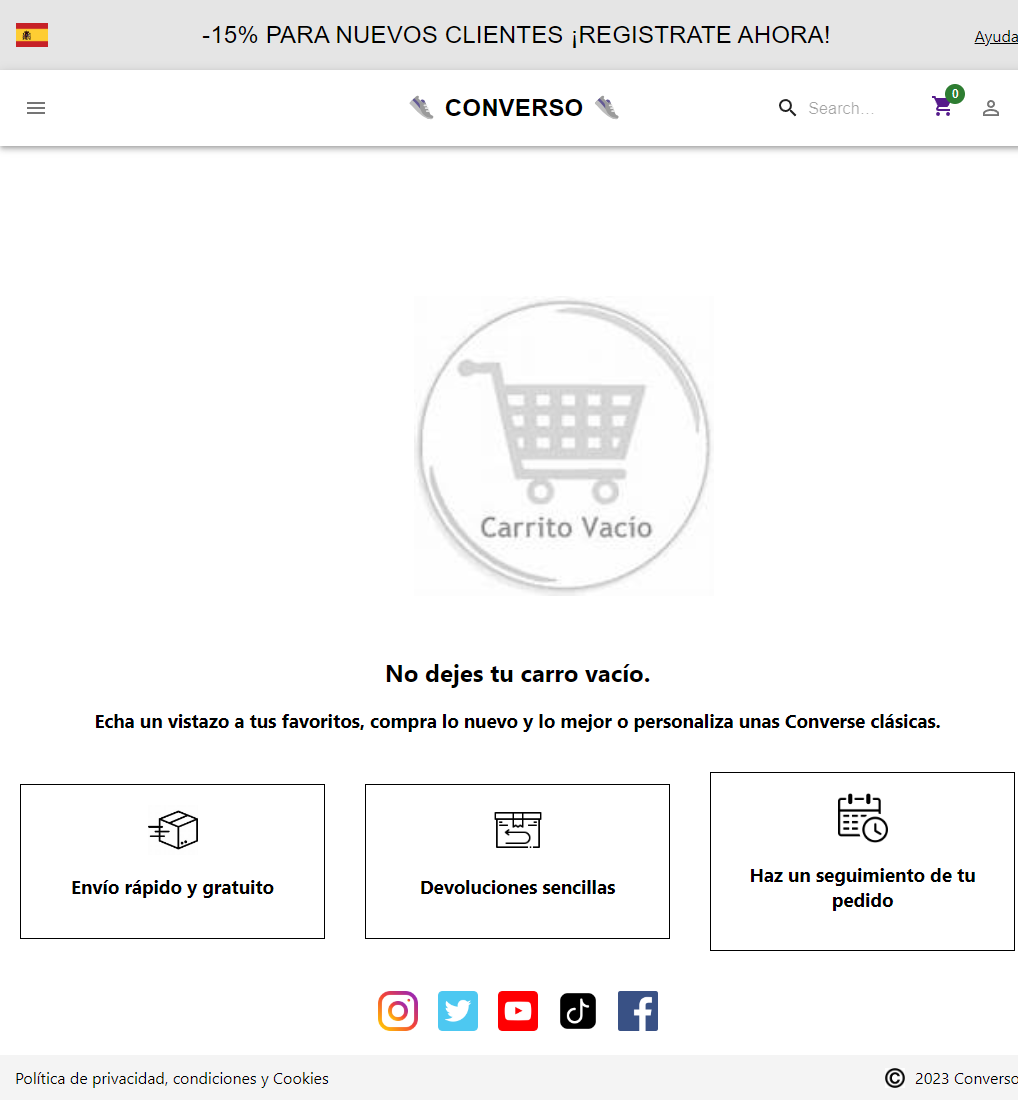 -15% PARA NUEVOS CLIENTES ¡REGISTRATE AHORA!
Ayuda
CONVERSO
Search...
0
Carrito Vacío
No dejes tu carro vacío.
Echa un vistazo a tus favoritos, compra lo nuevo y lo mejor o personaliza unas Converse clásicas.
Envío rápido y gratuito
Devoluciones sencillas
Haz un seguimiento de tu
pedido
Política de privacidad, condiciones y Cookies
© 2023 Converso